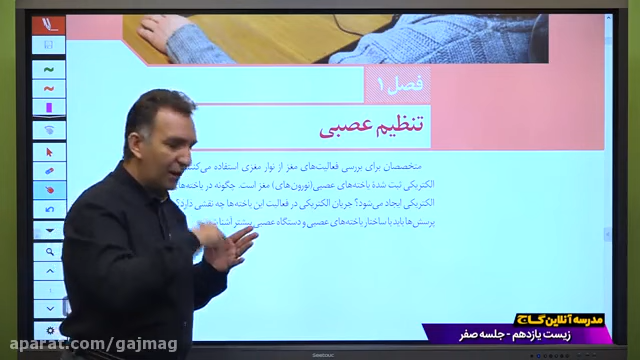 فصل ۱
تنظیم عصبی
متخصصان برای بررسی فعالیت‌های مغز از نوار مغزی استفاده می‌کنند
الکتریکی ثبت شدهٔ یاخته‌های عصبی (نورون‌های) مغز است. چگونه در یاخته‌های
الکتریکی ایجاد می‌شود؟ جریان الکتریکی در فعالیت این یاخته‌ها چه نقشی دارد؟
پرسش‌ها باید با ساختار یاخته‌های عصبی و دستگاه عصبی بیشتر آشنا
مدرسه آنلاین گاج
زیست یازدهم - جلسه صفر
aparat.com/gajmag